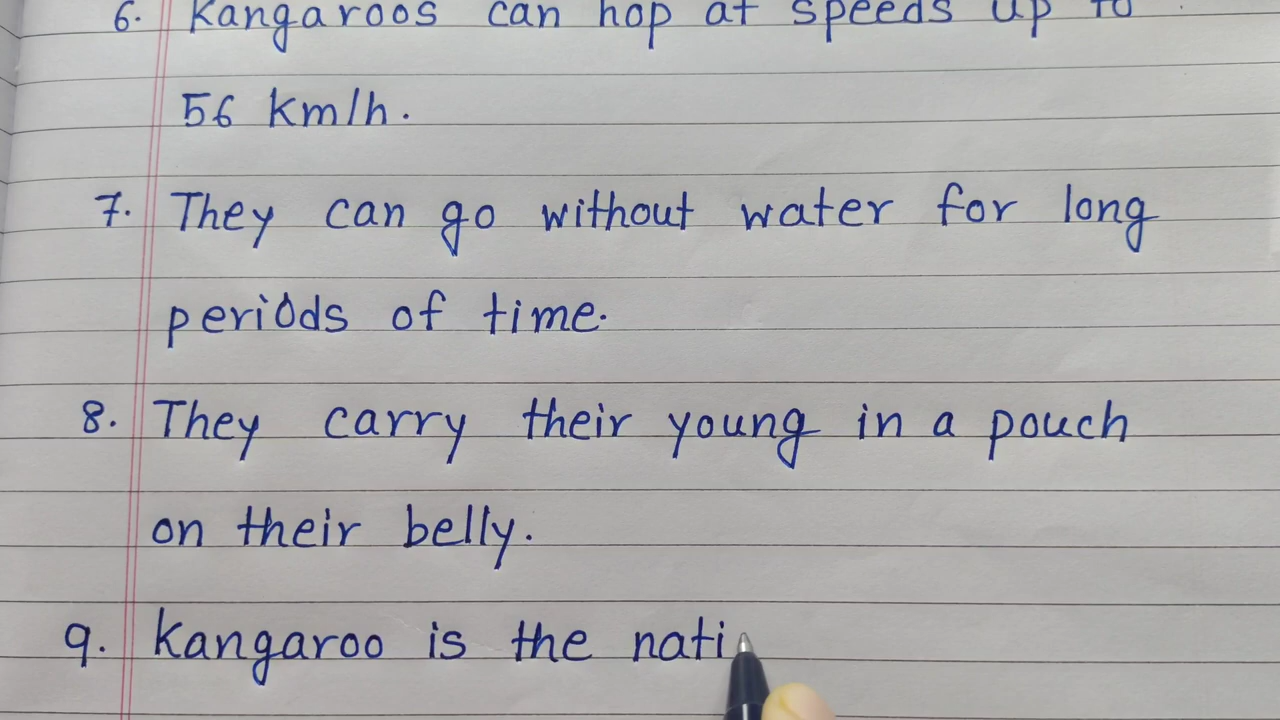 6. Kangaroos can hop at speeds up to
56 km/h.
7. They can go without water for long
periods of time.
8. They carry their young in a pouch
on their belly.
9. Kangaroo is the nati